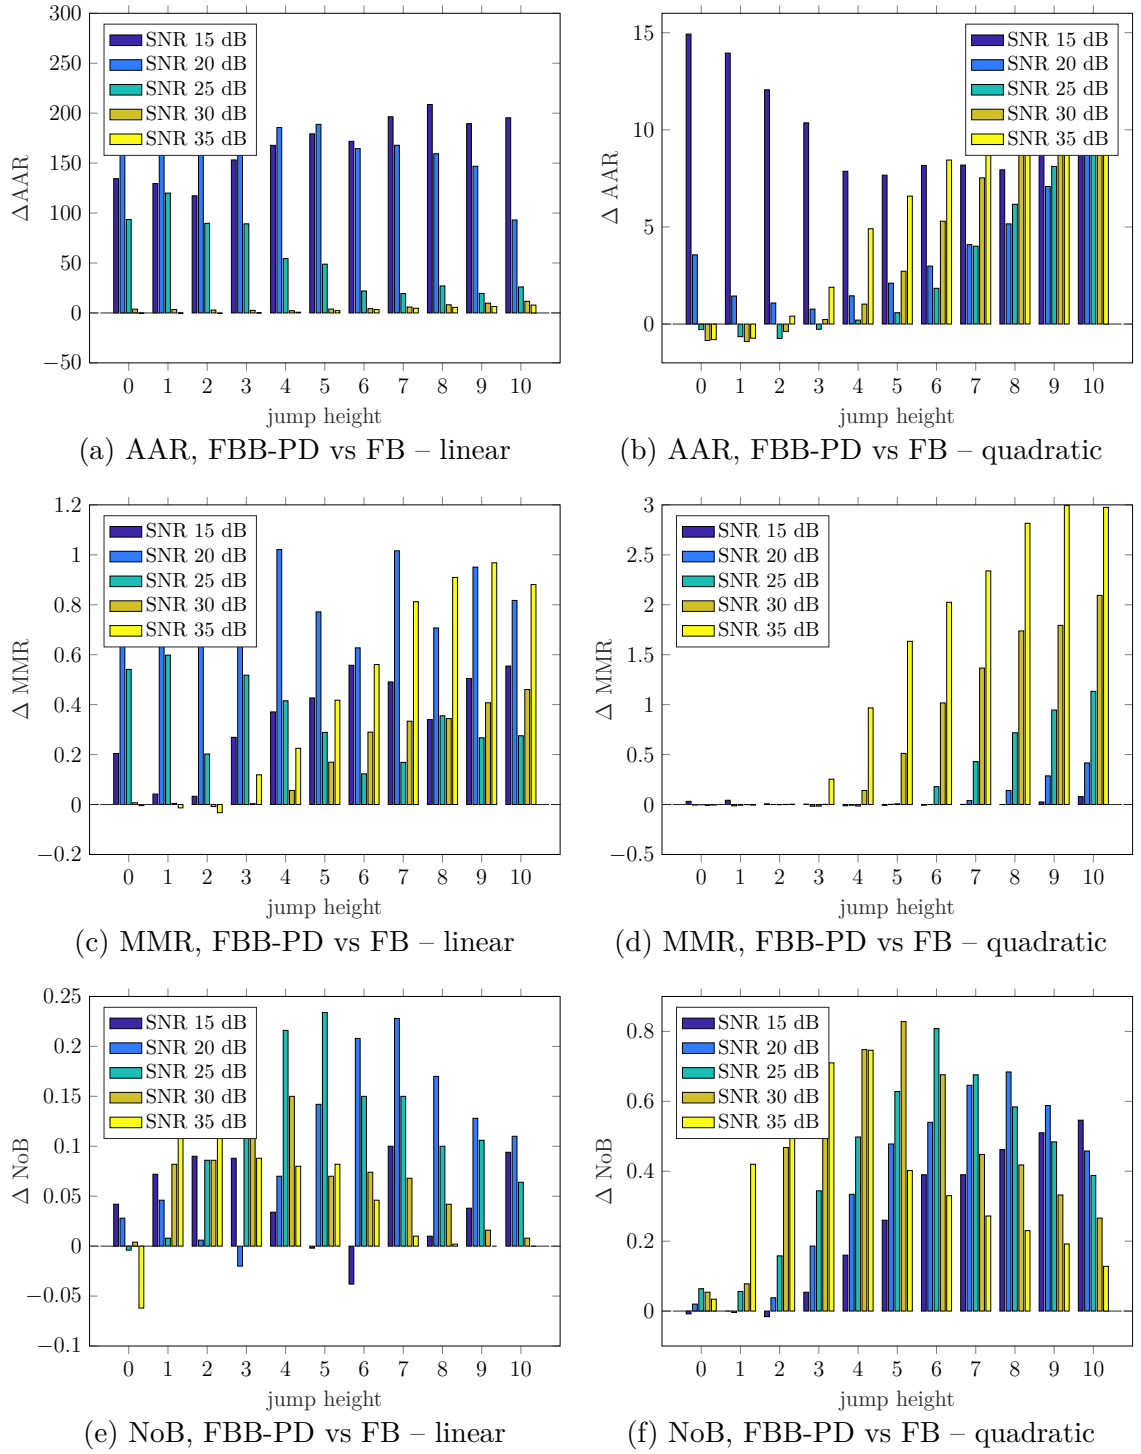 300
250
200
150
100
50
0
−50
ΔAAR
SNR 15 dB
SNR 20 dB
SNR 25 dB
SNR 30 dB
SNR 35 dB
0 1 2 3 4 5 6 7 8 9 10
jump height
(a) AAR, FBB-PD vs FB – linear
15
10
5
0
Δ AAR
SNR 15 dB
SNR 20 dB
SNR 25 dB
SNR 30 dB
SNR 35 dB
0 1 2 3 4 5 6 7 8 9 10
jump height
(b) AAR, FBB-PD vs FB – quadratic
1.2
1
0.8
0.6
0.4
0.2
0
−0.2
Δ MMR
SNR 15 dB
SNR 20 dB
SNR 25 dB
SNR 30 dB
SNR 35 dB
0 1 2 3 4 5 6 7 8 9 10
jump height
(c) MMR, FBB-PD vs FB – linear
3
2.5
2
1.5
1
0.5
0
−0.5
Δ MMR
SNR 15 dB
SNR 20 dB
SNR 25 dB
SNR 30 dB
SNR 35 dB
0 1 2 3 4 5 6 7 8 9 10
jump height
(d) MMR, FBB-PD vs FB – quadratic
0.25
0.2
0.15
0.1
0.05
0
−0.05
−0.1
Δ NoB
SNR 15 dB
SNR 20 dB
SNR 25 dB
SNR 30 dB
SNR 35 dB
0 1 2 3 4 5 6 7 8 9 10
jump height
(e) NoB, FBB-PD vs FB – linear
0.8
0.6
0.4
0.2
0
Δ NoB
SNR 15 dB
SNR 20 dB
SNR 25 dB
SNR 30 dB
SNR 35 dB
0 1 2 3 4 5 6 7 8 9 10
jump height
(f) NoB, FBB-PD vs FB – quadratic